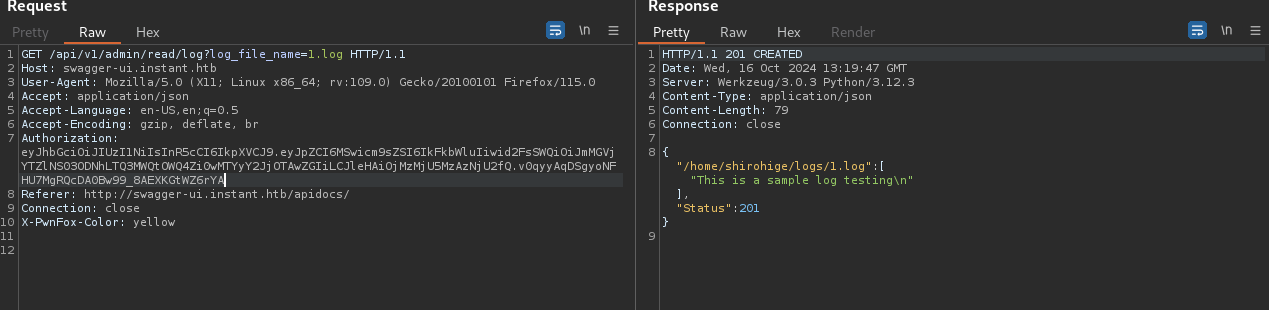 Request
Pretty Raw Hex
\n
1 GET /api/v1/admin/read/log?log_file_name=1.log HTTP/1.1
2 Host: swagger-ui.instant.htb
3 User-Agent: Mozilla/5.0 (X11; Linux x86_64; rv:109.0) Gecko/20100101 Firefox/115.0
4 Accept: application/json
5 Accept-Language: en-US,en;q=0.5
6 Accept-Encoding: gzip, deflate, br
7 Authorization:
eyJhbGciOiJIUzI1NiIsInR5cCI6IkpXVCJ9.eyJpZCI6MSwicm9sZSI6IkFkbWluIiwid2FsSWQiOiJmMGVj
YTZlNS03ODNhLTQ3MWQtOWQ4Zi0wMTYyY2JjOTAwZGIiLCJleHAiOjMzMjU5MzAzNjU2fQ.v0qyyAqDSgyoNF
HU7MgRQcDA0Bw99_8AEXKGtWZ6rYA
8 Referer: http://swagger-ui.instant.htb/apidocs/
9 Connection: close
10 X-PwnFox-Color: yellow
11
12
Response
Pretty Raw Hex Render
\n
1 HTTP/1.1 201 CREATED
2 Date: Wed, 16 Oct 2024 13:19:47 GMT
3 Server: Werkzeug/3.0.3 Python/3.12.3
4 Content-Type: application/json
5 Content-Length: 79
6 Connection: close
7
8 {
"/home/shirohige/logs/1.log":[
"This is a sample log testing\n"
],
"Status":201
}
9